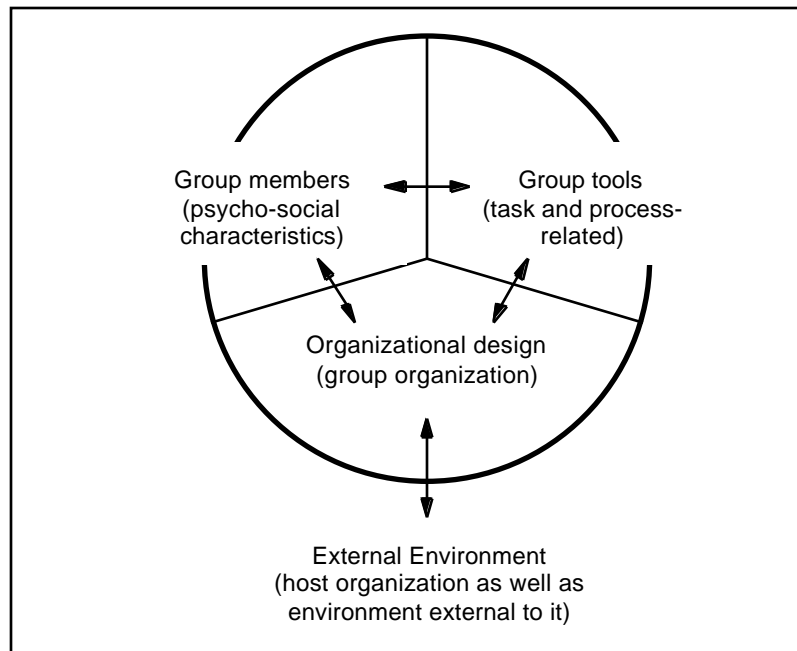 Group members
(psycho-social
characteristics)
Group tools
(task and process-
related)
Organizational design
(group organization)
External Environment
(host organization as well as
environment external to it)